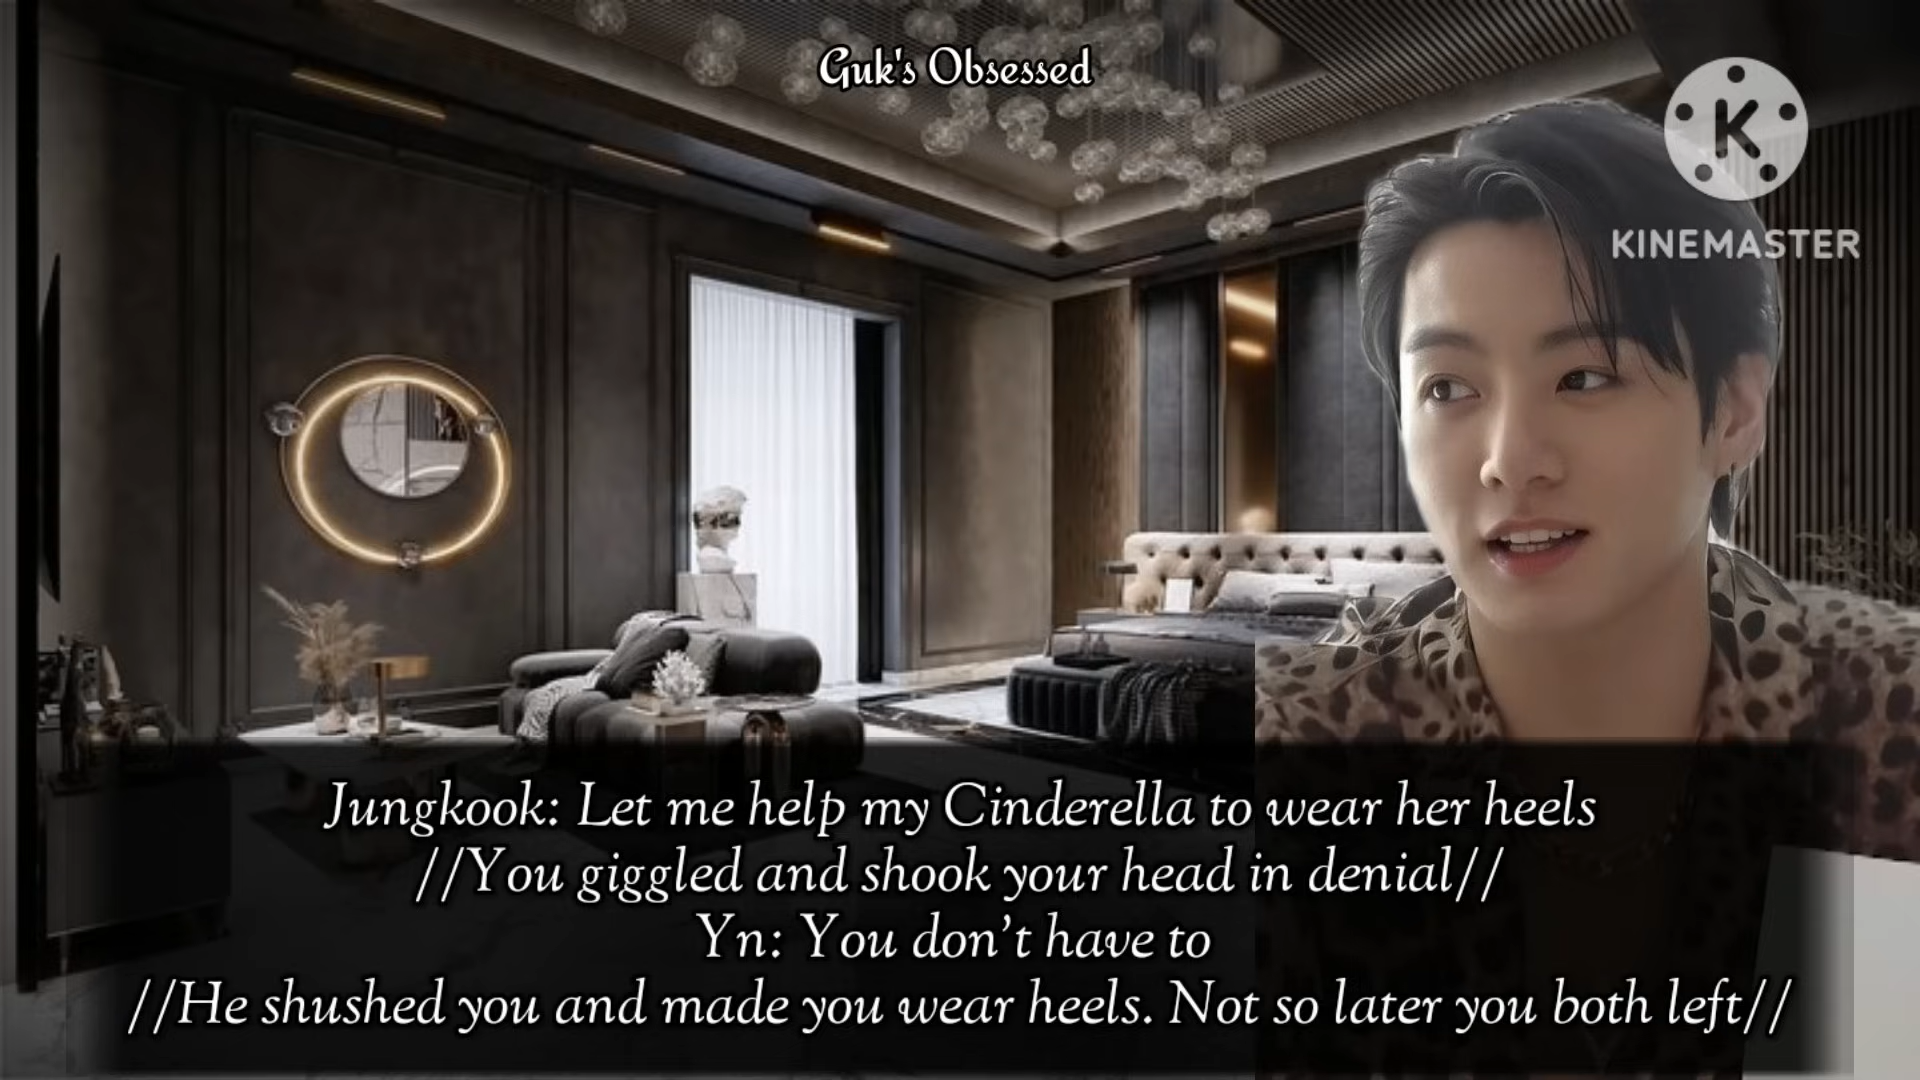 Guk's Obsessed
K
KINEMASTER
Jungkook: Let me help my Cinderella to wear her heels
//You giggled and shook your head in denial//
Yn: You don't have to
//He shushed you and made you wear heels. Not so later you both left//